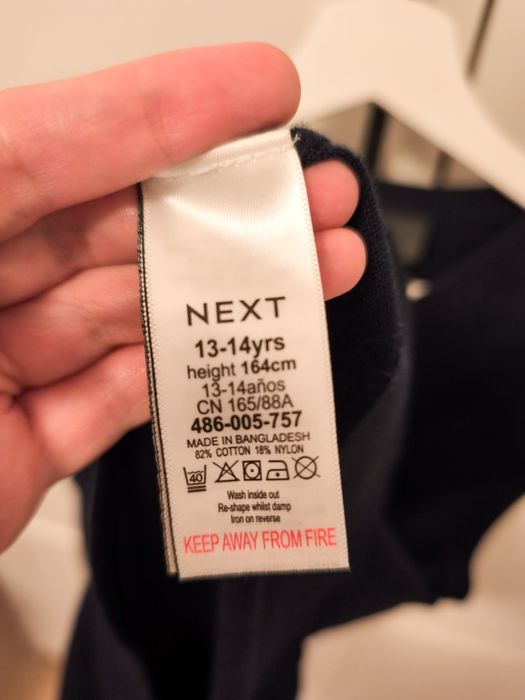 NEXT
13-14yrs
height 164cm
13-14años
CN 165/88A
486-005-757
MADE IN BANGLADESH
82% COTTON 18% NYLON
40
Wash inside out
Re-shape whilst damp
Iron on reverse
KEEP AWAY FROM FIRE